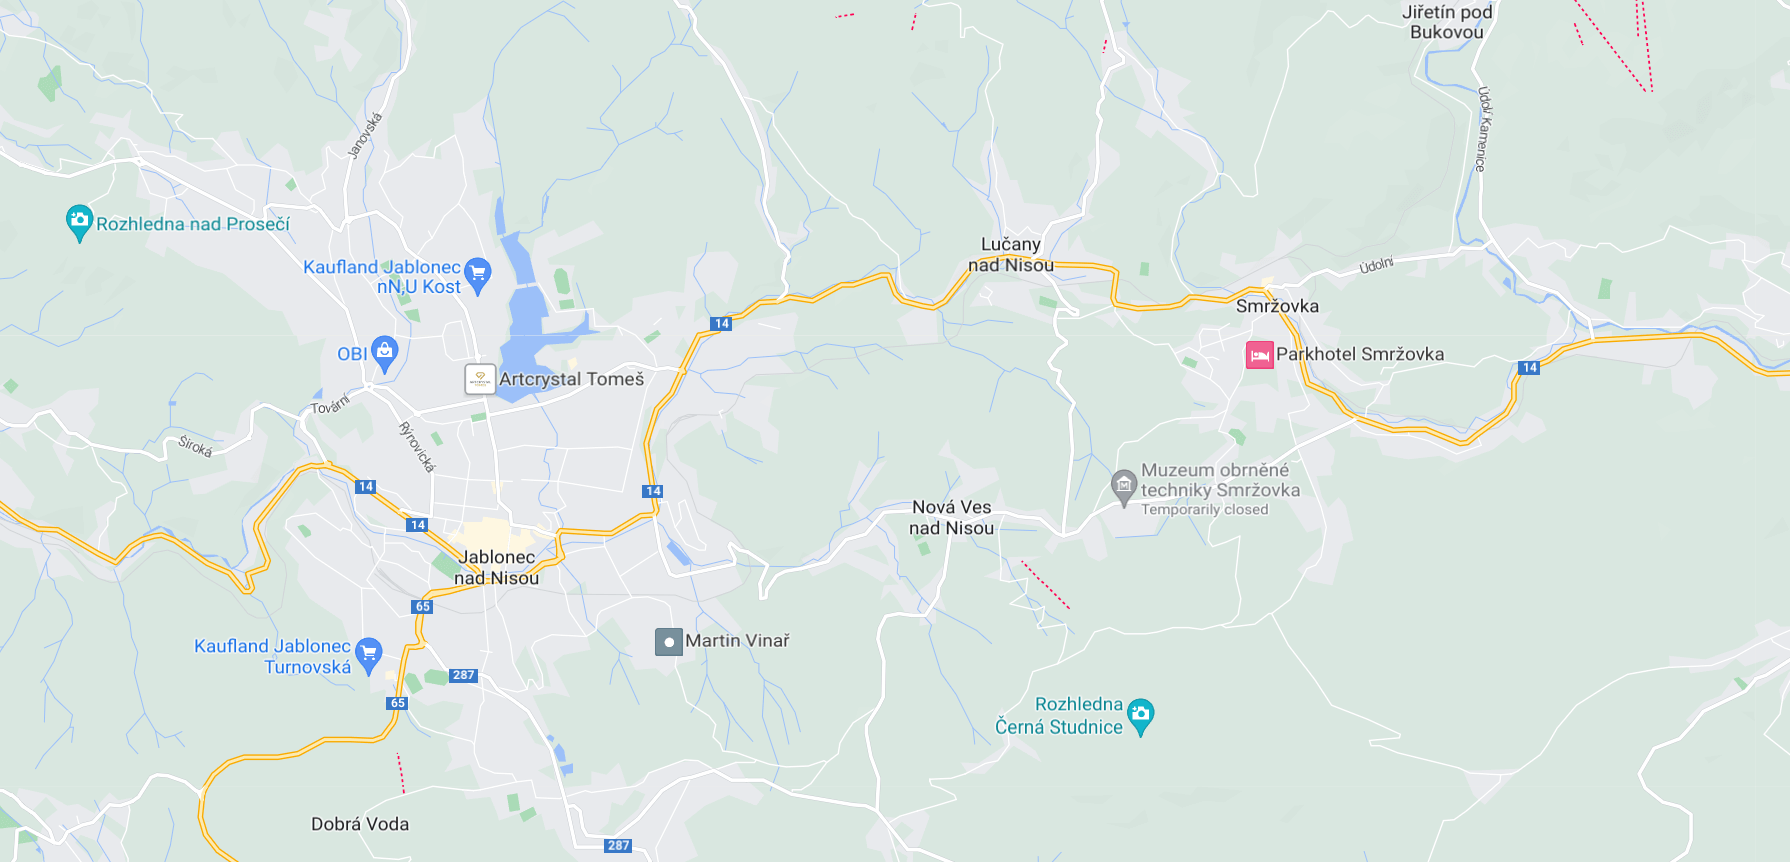 Jiřetín pod
Bukovou
Janovská
Údolí Kamenice
Rozhledna nad Prosečí
Lučany
nad Nisou
Kaufland Jablonec
nN,U Kost
Údolní
Smržovka
14
OBI
Parkhotel Smržovka
14
Artcrystal Tomeš
Tovární
Široká
Rýnovická
14
14
Muzeum obrněné
techniky Smržovka
Temporarily closed
Nová Ves
nad Nisou
14
Jablonec
nad Nisou
65
Martin Vinař
Kaufland Jablonec
Turnovská
287
65
Rozhledna
Černá Studnice
Dobrá Voda
287